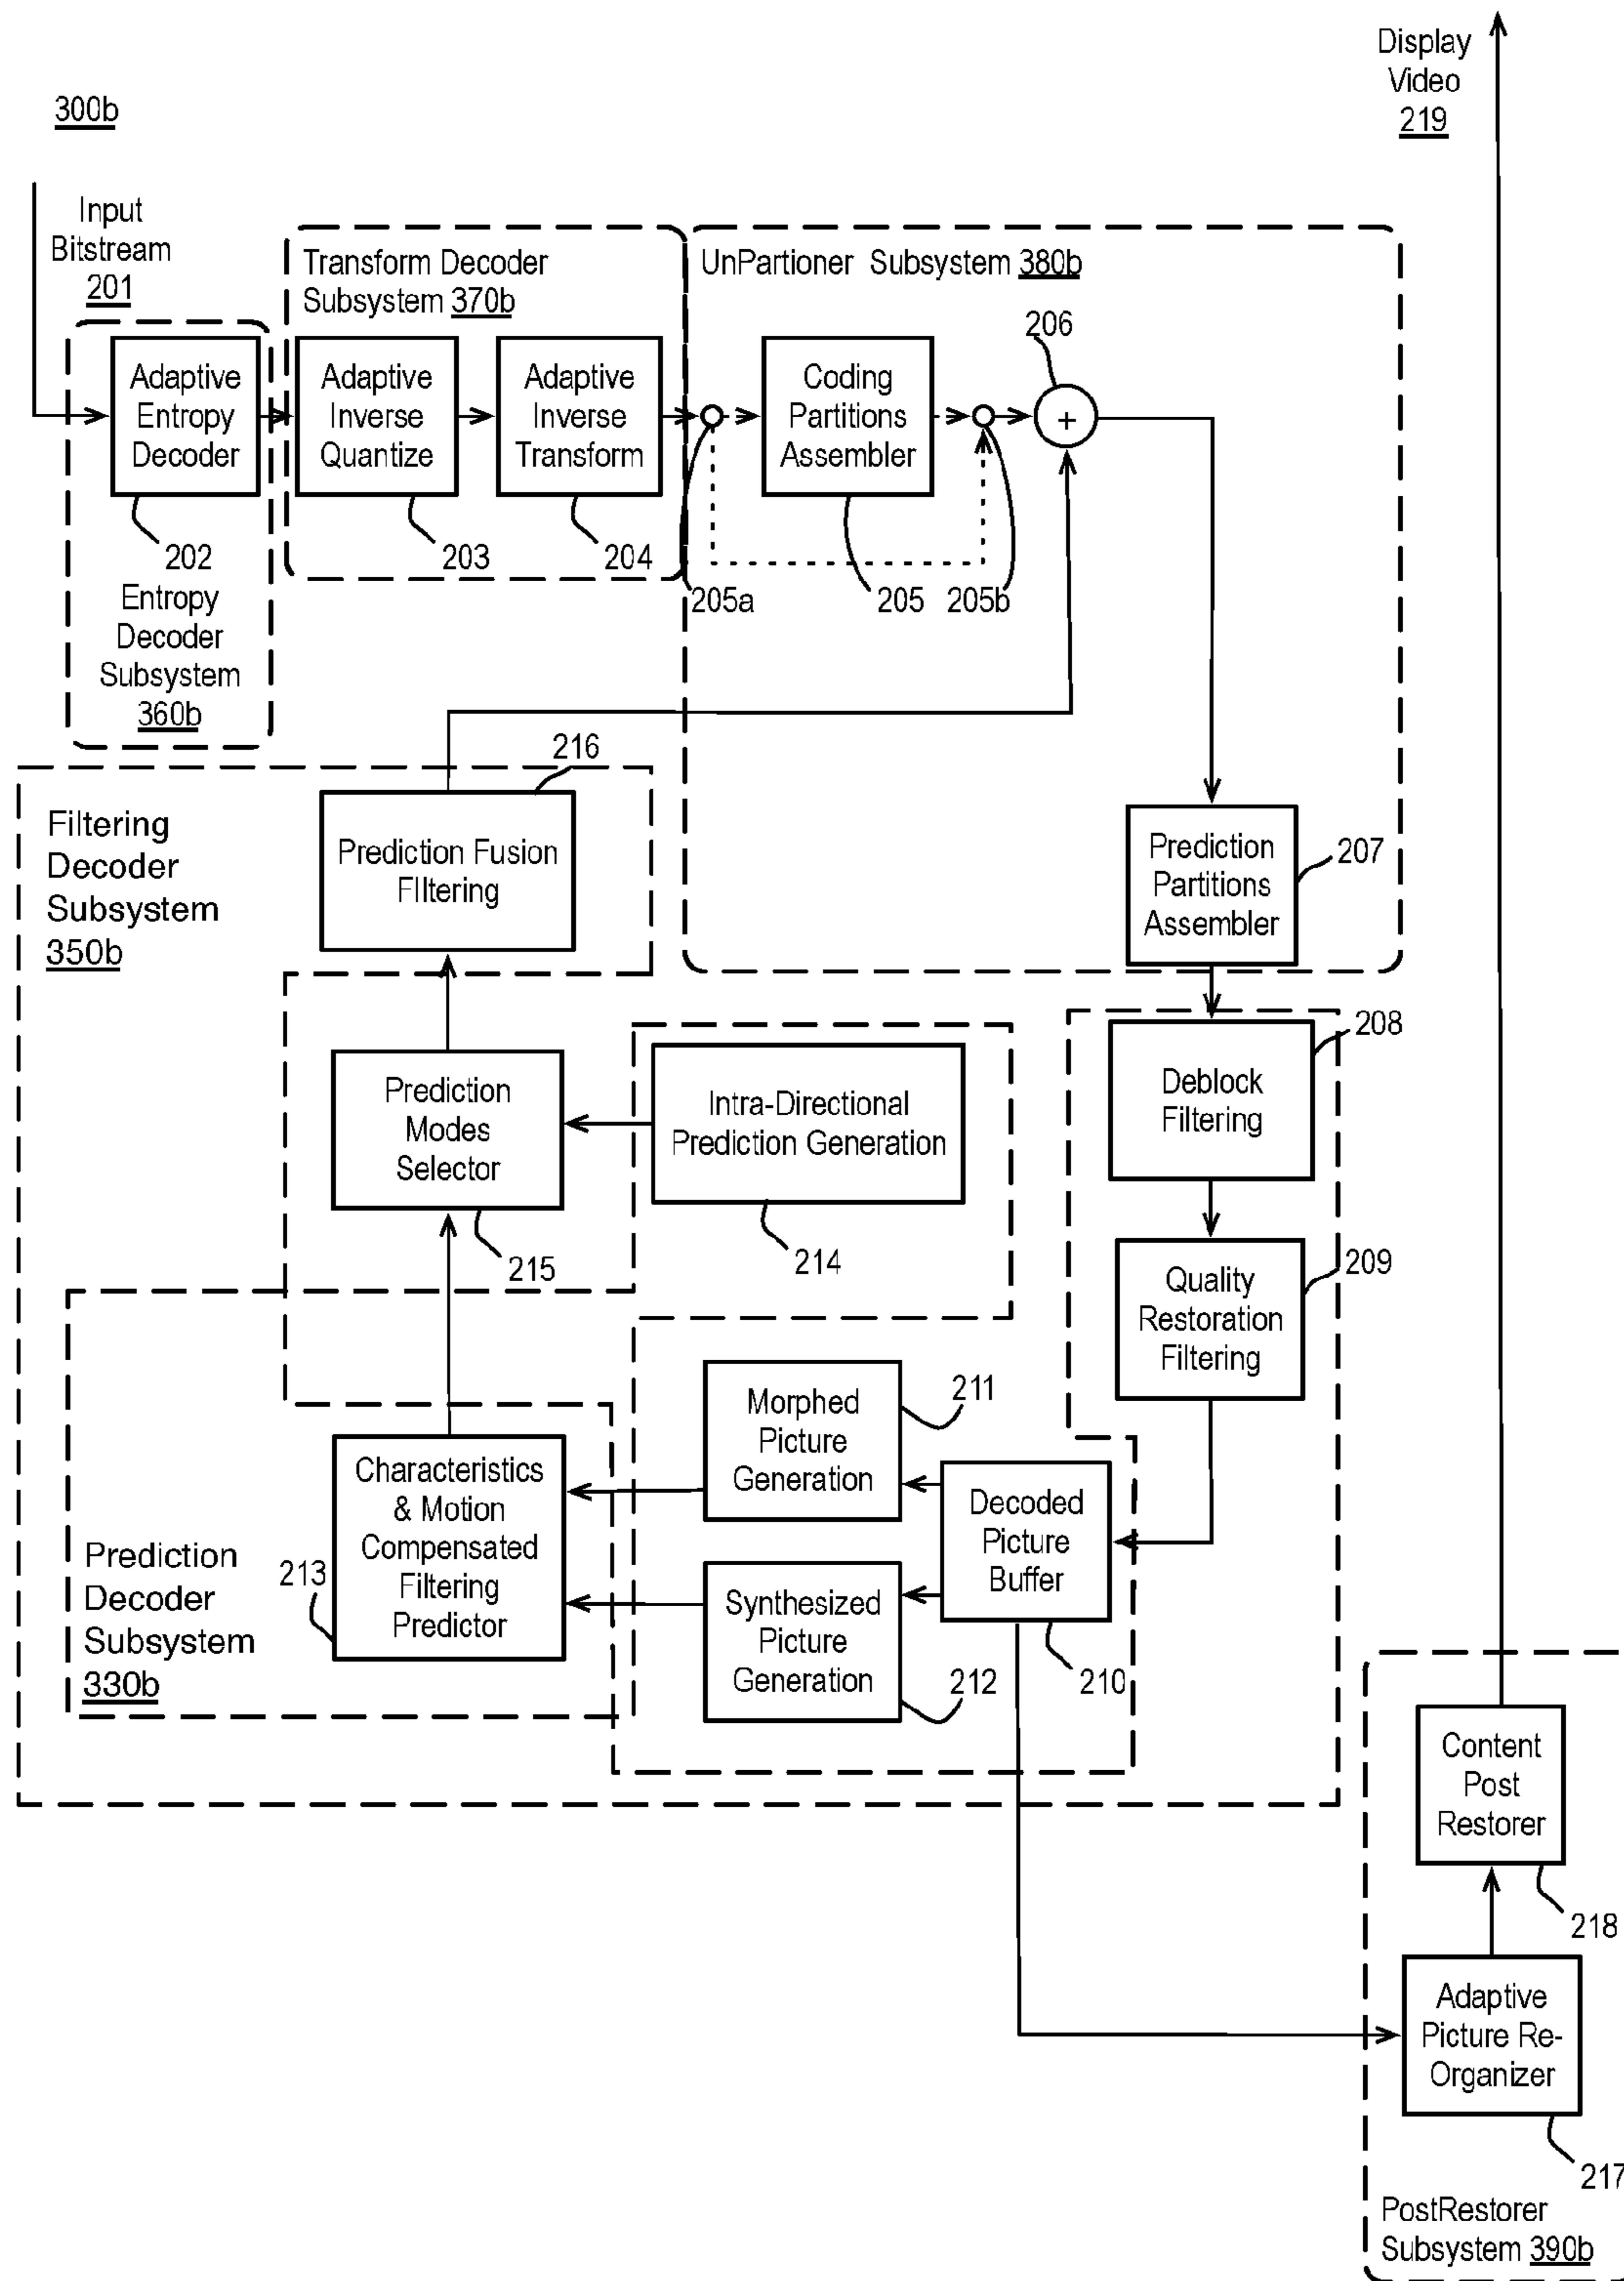 Display
Video
219
300b
Input
Bitstream
201
Transform Decoder
Subsystem 370b
UnPartioner Subsystem 380b
206
Adaptive
Entropy
Decoder
Adaptive
Inverse
Quantize
Adaptive
Inverse
Transform
Coding
Partitions
Assembler
+
202
203
204
205a
205
205b
Entropy
Decoder
Subsystem
360b
216
Filtering
Decoder
Subsystem
350b
Prediction Fusion
FIltering
Prediction
Partitions
Assembler
207
208
Prediction
Modes
Selector
Intra-Directional
Prediction Generation
Deblock
Filtering
215
214
209
Quality
Restoration
Filtering
Morphed
Picture
Generation
211
Characteristics
& Motion
Compensated
Filtering
Predictor
Decoded
Picture
Buffer
Prediction
Decoder
Subsystem
330b
213
Synthesized
Picture
Generation
212
210
Content
Post
Restorer
218
Adaptive
Picture Re-
Organizer
217
PostRestorer
Subsystem 390b